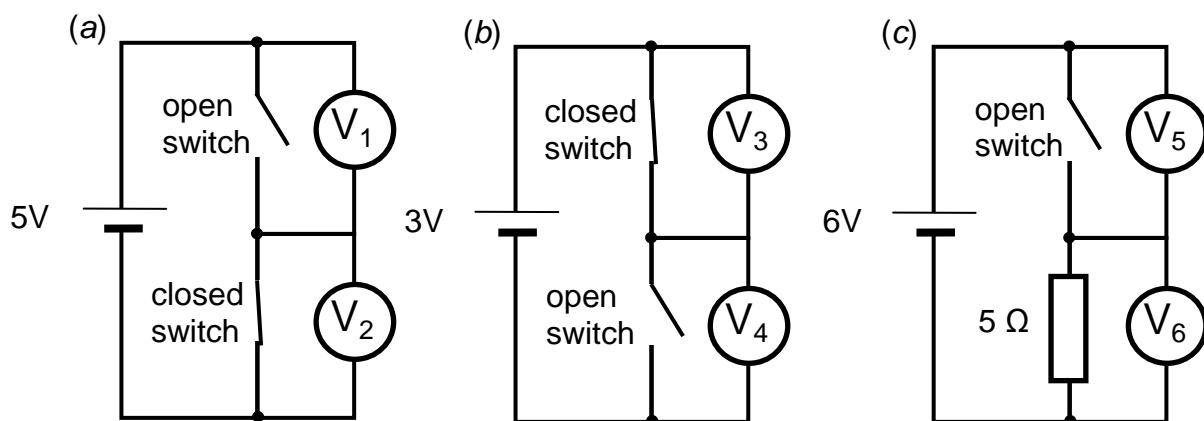 (a)
open
switch
V1
5V
closed
switch
V2
(b)
closed
switch
V3
3V
open
switch
V4
(c)
open
switch
V5
6V
5 Ω
V6